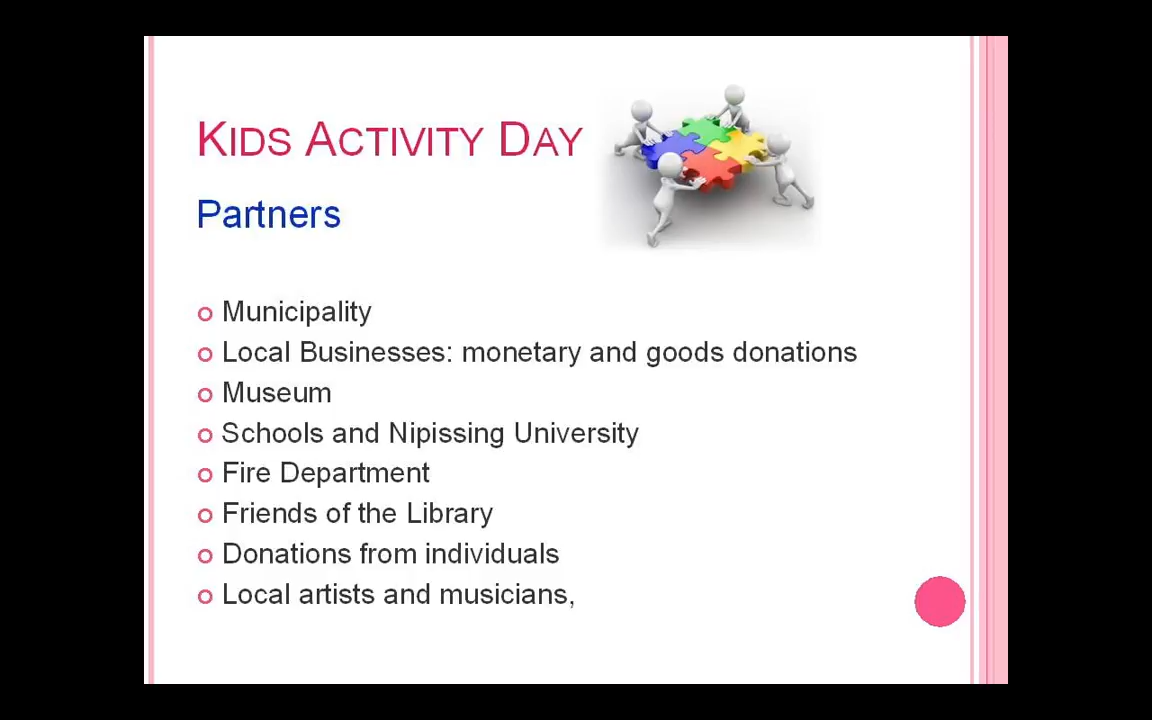 KIDS ACTIVITY DAY
Partners
Municipality
Local Businesses: monetary and goods donations
Museum
Schools and Nipissing University
Fire Department
Friends of the Library
Donations from individuals
Local artists and musicians,